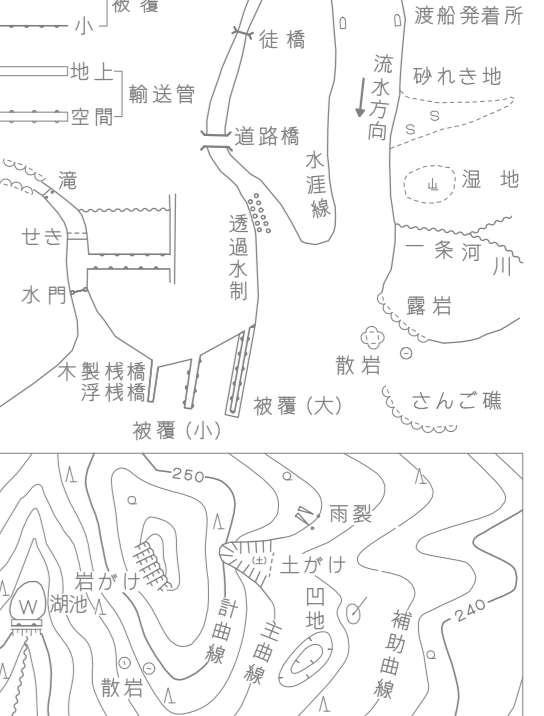 被覆
小
徒橋
渡船発着所
地上
輸送管
空間
流水方向
砂れき地
道路橋
水涯線
滝
湿地
せき
透過水制
一条河川
水門
露岩
散岩
木製桟橋
浮桟橋
被覆(大)
さんご礁
被覆(小)
250
雨裂
岩がけ
土がけ
W
湖池
計曲線
主曲線
凹地
補助曲線
240
散岩